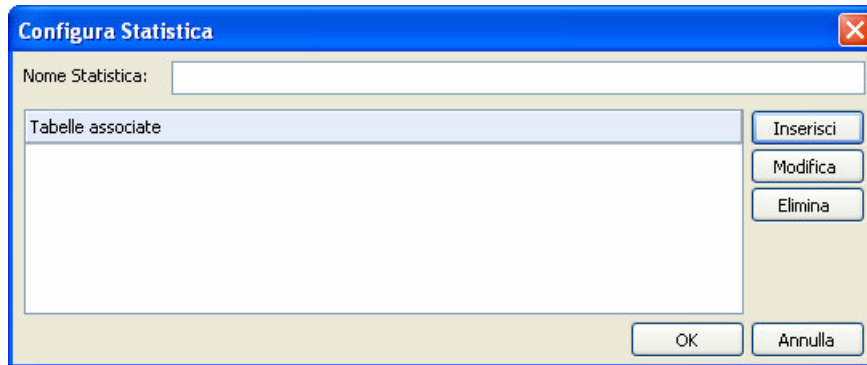 Configura Statistica
Nome Statistica:
Tabelle associate
Inserisci
Modifica
Elimina
OK
Annulla